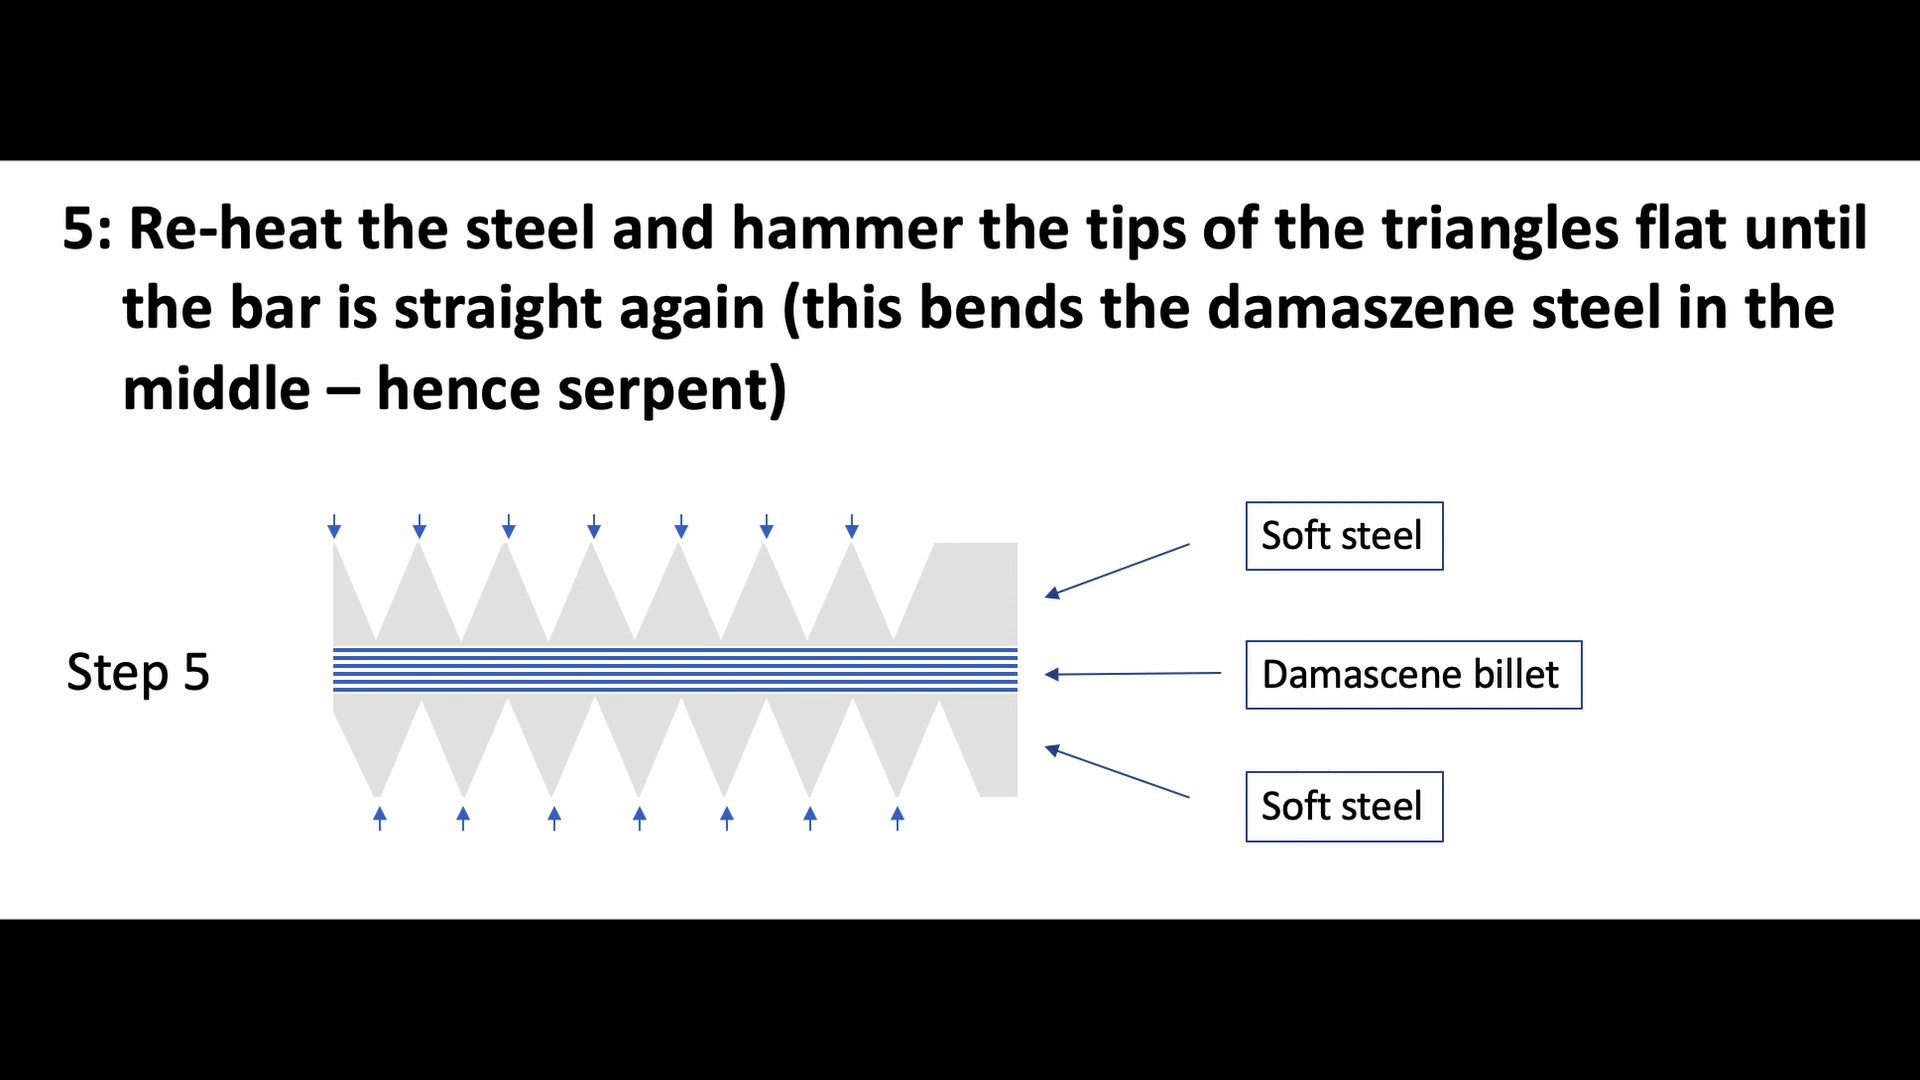 5: Re-heat the steel and hammer the tips of the triangles flat until
the bar is straight again (this bends the damaszene steel in the
middle – hence serpent)
Soft steel
Step 5
Damascene billet
Soft steel